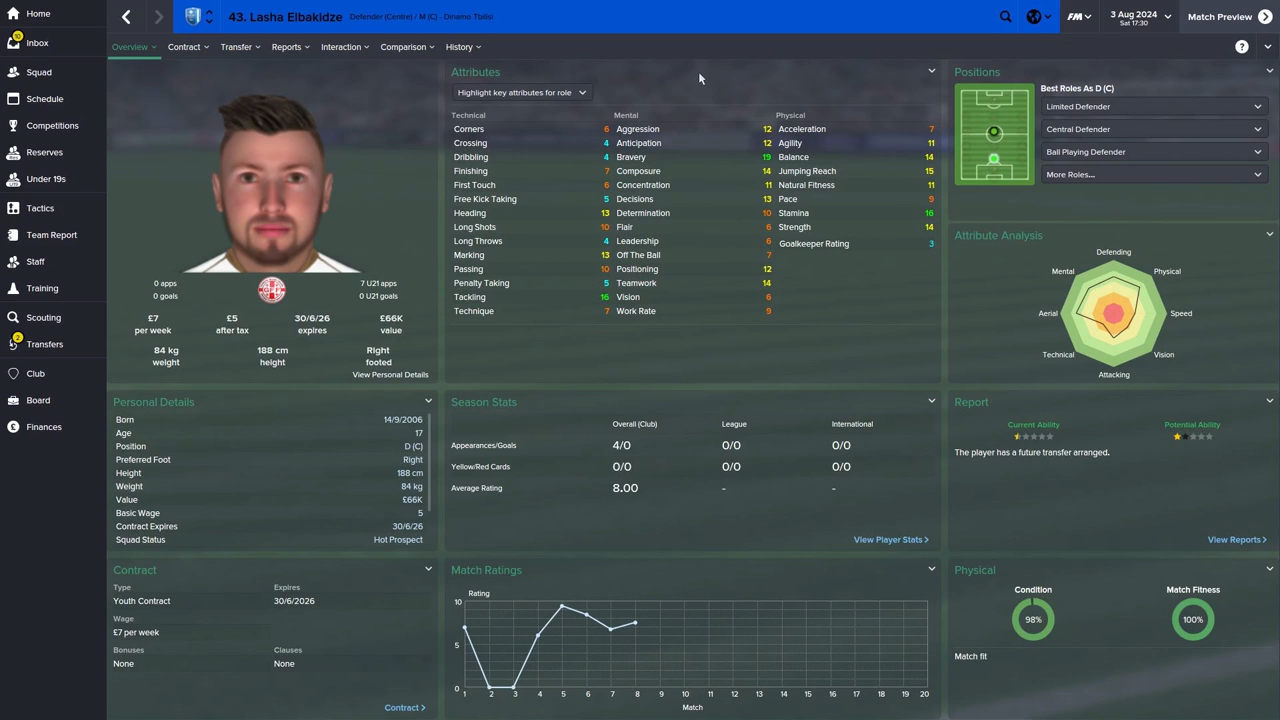 Home
10
Inbox
Squad
Schedule
Competitions
Reserves
Under 19s
Tactics
Team Report
Staff
Training
Scouting
2
Transfers
Club
Board
Finances
43. Lasha Elbakidze Defender (Centre) / M (C) - Dinamo Tbilisi
FM
3 Aug 2024
Sat 17:30
Match Preview
Overview Contract Transfer Reports Interaction Comparison History
?
0 apps 7 U21 apps
0 goals 0 U21 goals
GFF
£7 £5 30/6/26 £66K
per week after tax expires value
84 kg 188 cm Right
weight height footed
View Personal Details
Attributes
Highlight key attributes for role
Technical Mental Physical
Corners 6 Aggression 12 Acceleration 7
Crossing 4 Anticipation 12 Agility 11
Dribbling 4 Bravery 19 Balance 14
Finishing 7 Composure 14 Jumping Reach 15
First Touch 6 Concentration 11 Natural Fitness 11
Free Kick Taking 5 Decisions 13 Pace 9
Heading 13 Determination 10 Stamina 16
Long Shots 10 Flair 6 Strength 14
Long Throws 4 Leadership 6 Goalkeeper Rating 3
Marking 13 Off The Ball 7
Passing 10 Positioning 12
Penalty Taking 5 Teamwork 14
Tackling 16 Vision 6
Technique 7 Work Rate 9
Positions
Best Roles As D (C)
Limited Defender
Central Defender
Ball Playing Defender
More Roles...
Attribute Analysis
Defending
Mental Physical
Aerial Speed
Technical Vision
Attacking
Personal Details
Born 14/9/2006
Age 17
Position D (C)
Preferred Foot Right
Height 188 cm
Weight 84 kg
Value £66K
Basic Wage 5
Contract Expires 30/6/26
Squad Status Hot Prospect
Season Stats
Overall (Club) League International
Appearances/Goals 4/0 0/0 0/0
Yellow/Red Cards 0/0 0/0 0/0
Average Rating 8.00 - -
View Player Stats >
Report
Current Ability Potential Ability
The player has a future transfer arranged.
View Reports >
Contract
Type Expires
Youth Contract 30/6/2026
Wage
£7 per week
Bonuses Clauses
None None
Contract >
Match Ratings
Rating
10
5
0
1 2 3 4 5 6 7 8 9 10 11 12 13 14 15 16 17 18 19 20
Match
Physical
Condition Match Fitness
98% 100%
Match fit